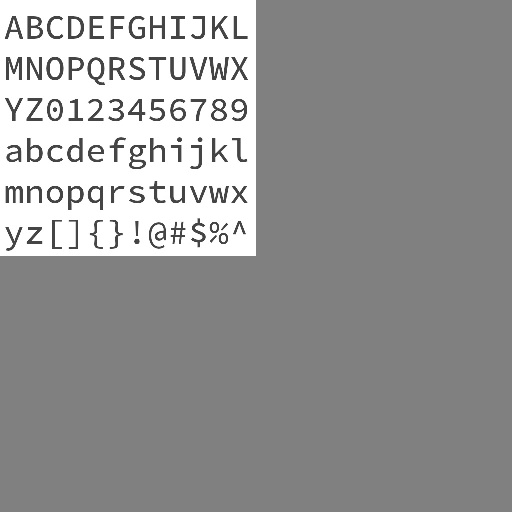 ABCDEFGHIJKL
MNOPQRSTUVWX
YZ0123456789
abcdefghijkl
mnopqrstuvwx
yz[]{}!@#$%^